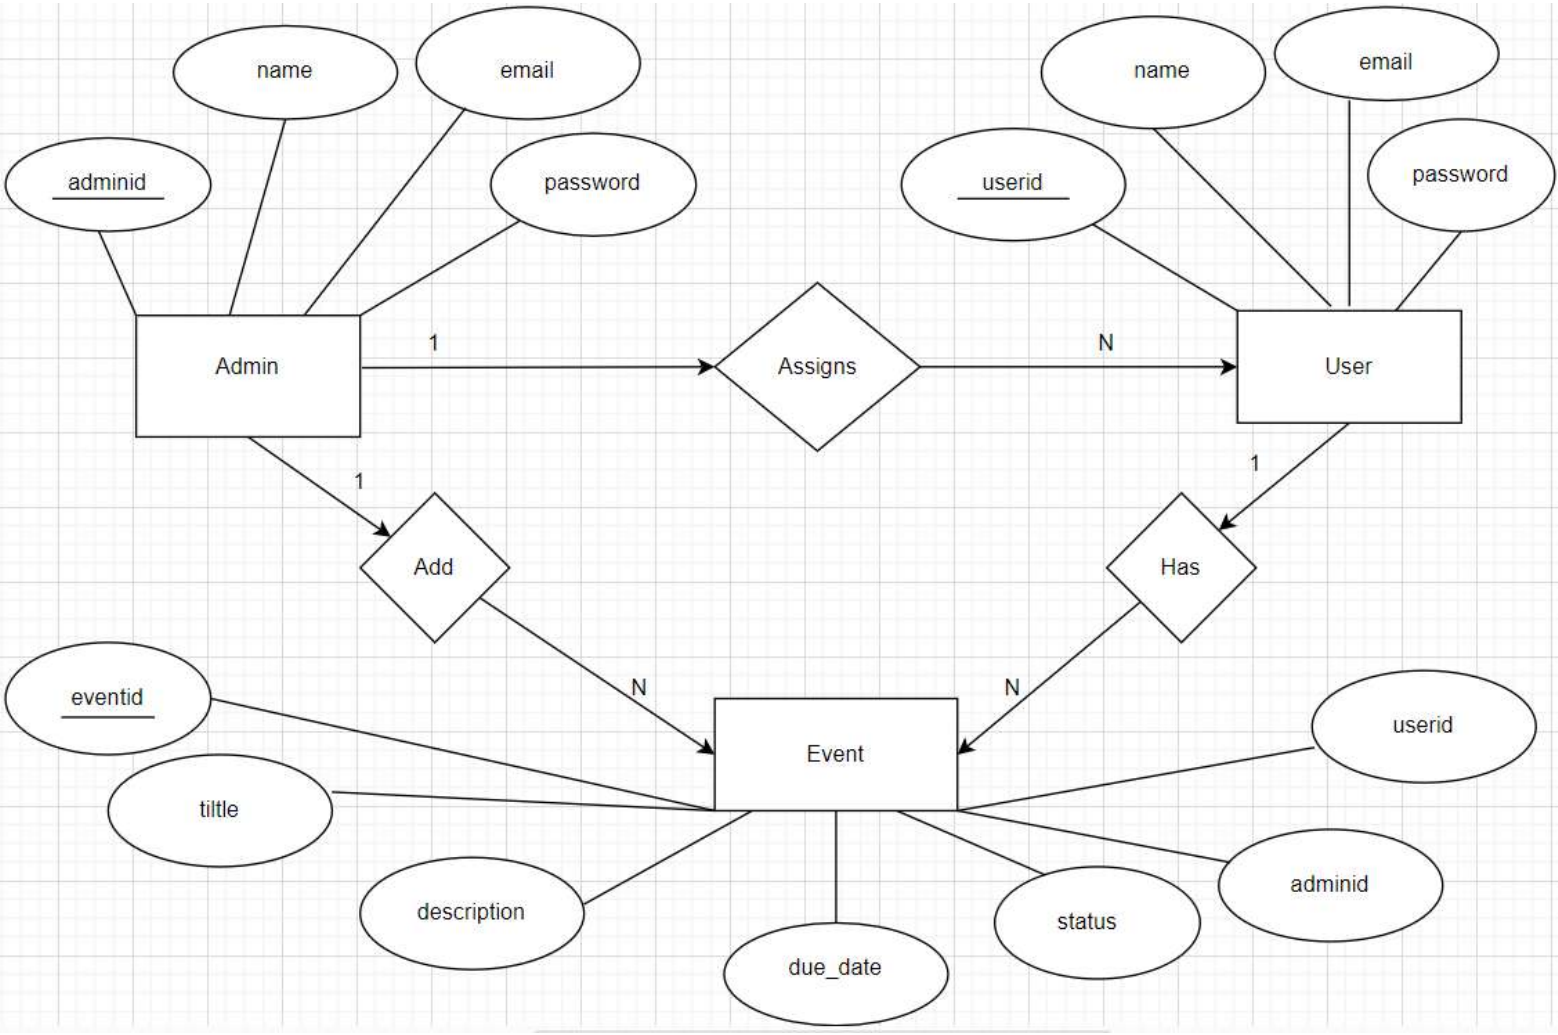 name
email
name
email
adminid
password
userid
password
1
N
Admin
Assigns
User
1
1
Add
Has
N
N
eventid
userid
Event
tiltle
adminid
description
status
due_date